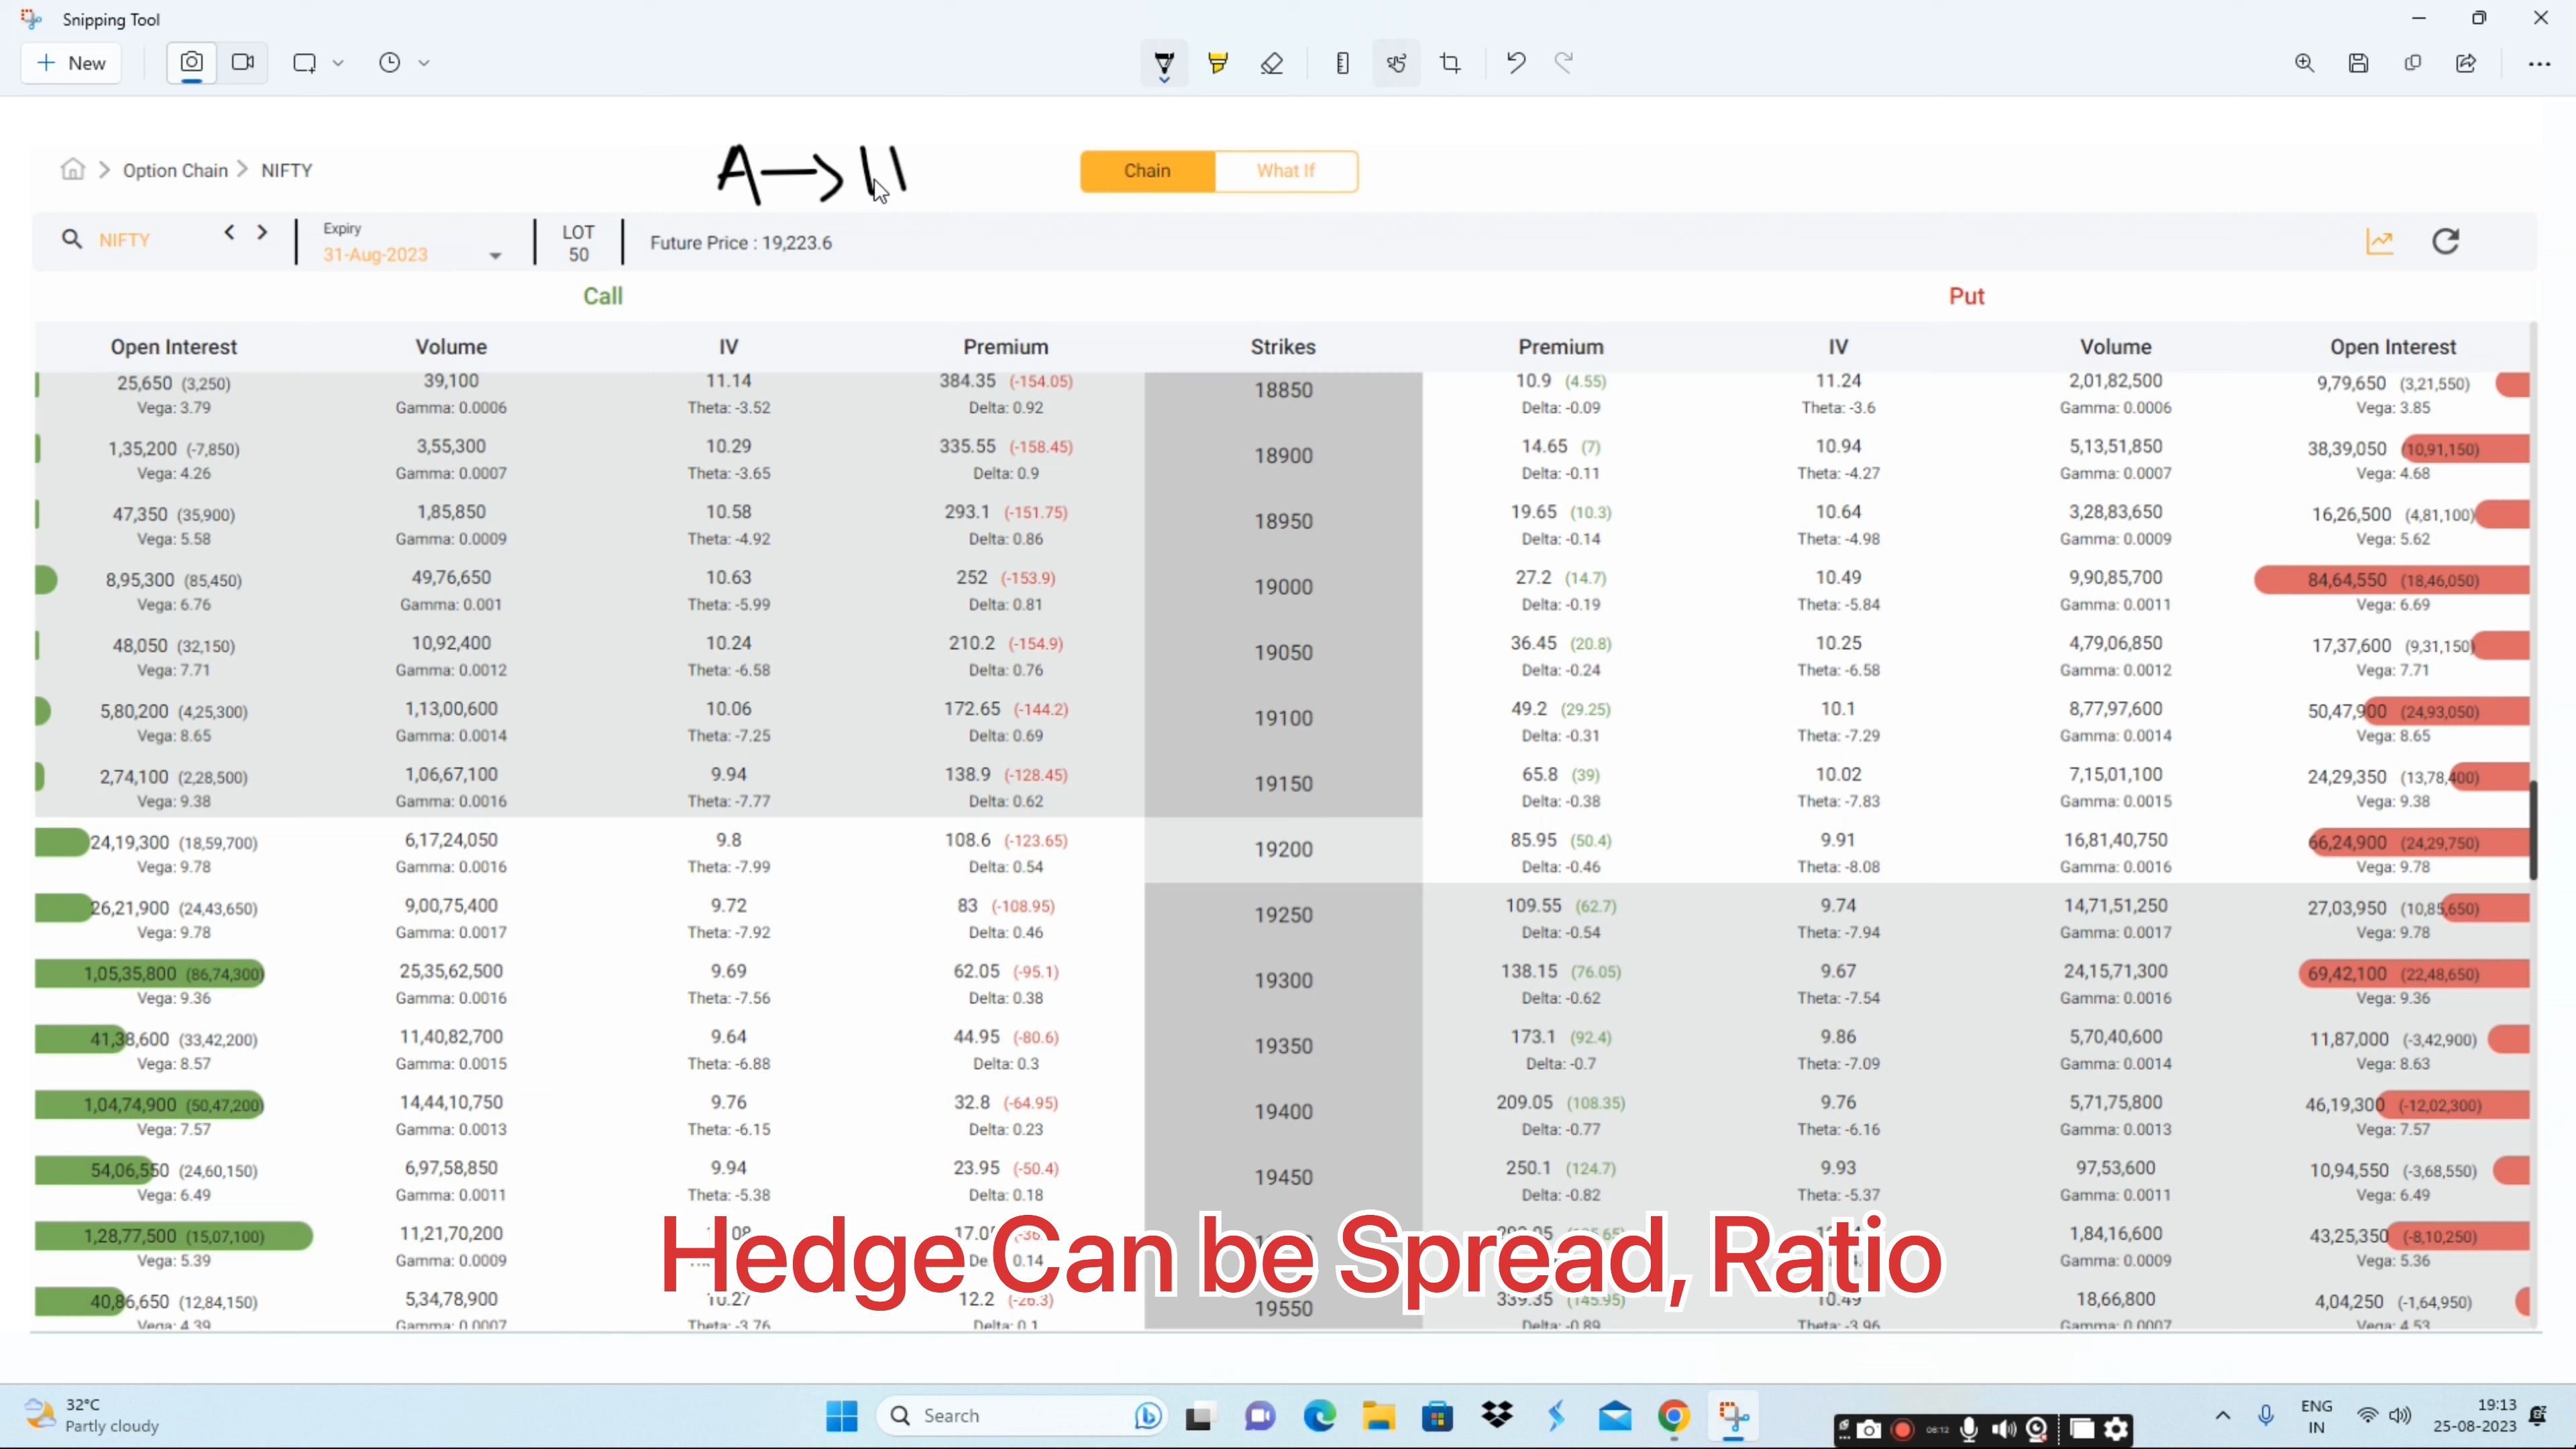 Snipping Tool
New
A → 11
Option Chain > NIFTY
Chain What If
NIFTY < > Expiry 31-Aug-2023 LOT 50 Future Price : 19,223.6
Call Put
Open Interest Volume IV Premium Strikes Premium IV Volume Open Interest
25,650 (3,250) 39,100 11.14 384.35 (-154.05) 18850 10.9 (4.55) 11.24 2,01,82,500 9,79,650 (3,21,550)
Vega: 3.79 Gamma: 0.0006 Theta: -3.52 Delta: 0.92 Delta: -0.09 Theta: -3.6 Gamma: 0.0006 Vega: 3.85
1,35,200 (-7,850) 3,55,300 10.29 335.55 (-158.45) 18900 14.65 (7) 10.94 5,13,51,850 38,39,050 (10,91,150)
Vega: 4.26 Gamma: 0.0007 Theta: -3.65 Delta: 0.9 Delta: -0.11 Theta: -4.27 Gamma: 0.0007 Vega: 4.68
47,350 (35,900) 1,85,850 10.58 293.1 (-151.75) 18950 19.65 (10.3) 10.64 3,28,83,650 16,26,500 (4,81,100)
Vega: 5.58 Gamma: 0.0009 Theta: -4.92 Delta: 0.86 Delta: -0.14 Theta: -4.98 Gamma: 0.0009 Vega: 5.62
8,95,300 (85,450) 49,76,650 10.63 252 (-153.9) 19000 27.2 (14.7) 10.49 9,90,85,700 84,64,550 (18,46,050)
Vega: 6.76 Gamma: 0.001 Theta: -5.99 Delta: 0.81 Delta: -0.19 Theta: -5.84 Gamma: 0.0011 Vega: 6.69
48,050 (32,150) 10,92,400 10.24 210.2 (-154.9) 19050 36.45 (20.8) 10.25 4,79,06,850 17,37,600 (9,31,150)
Vega: 7.71 Gamma: 0.0012 Theta: -6.58 Delta: 0.76 Delta: -0.24 Theta: -6.58 Gamma: 0.0012 Vega: 7.71
5,80,200 (4,25,300) 1,13,00,600 10.06 172.65 (-144.2) 19100 49.2 (29.25) 10.1 8,77,97,600 50,47,900 (24,93,050)
Vega: 8.65 Gamma: 0.0014 Theta: -7.25 Delta: 0.69 Delta: -0.31 Theta: -7.29 Gamma: 0.0014 Vega: 8.65
2,74,100 (2,28,500) 1,06,67,100 9.94 138.9 (-128.45) 19150 65.8 (39) 10.02 7,15,01,100 24,29,350 (13,78,400)
Vega: 9.38 Gamma: 0.0016 Theta: -7.77 Delta: 0.62 Delta: -0.38 Theta: -7.83 Gamma: 0.0015 Vega: 9.38
24,19,300 (18,59,700) 6,17,24,050 9.8 108.6 (-123.65) 19200 85.95 (50.4) 9.91 16,81,40,750 66,24,900 (24,29,750)
Vega: 9.78 Gamma: 0.0016 Theta: -7.99 Delta: 0.54 Delta: -0.46 Theta: -8.08 Gamma: 0.0016 Vega: 9.78
26,21,900 (24,43,650) 9,00,75,400 9.72 83 (-108.95) 19250 109.55 (62.7) 9.74 14,71,51,250 27,03,950 (10,85,650)
Vega: 9.78 Gamma: 0.0017 Theta: -7.92 Delta: 0.46 Delta: -0.54 Theta: -7.94 Gamma: 0.0017 Vega: 9.78
1,05,35,800 (86,74,300) 25,35,62,500 9.69 62.05 (-95.1) 19300 138.15 (76.05) 9.67 24,15,71,300 69,42,100 (22,48,650)
Vega: 9.36 Gamma: 0.0016 Theta: -7.56 Delta: 0.38 Delta: -0.62 Theta: -7.54 Gamma: 0.0016 Vega: 9.36
41,38,600 (33,42,200) 11,40,82,700 9.64 44.95 (-80.6) 19350 173.1 (92.4) 9.86 5,70,40,600 11,87,000 (-3,42,900)
Vega: 8.57 Gamma: 0.0015 Theta: -6.88 Delta: 0.3 Delta: -0.7 Theta: -7.09 Gamma: 0.0014 Vega: 8.63
1,04,74,900 (50,47,200) 14,44,10,750 9.76 32.8 (-64.95) 19400 209.05 (108.35) 9.76 5,71,75,800 46,19,300 (-12,02,300)
Vega: 7.57 Gamma: 0.0013 Theta: -6.15 Delta: 0.23 Delta: -0.77 Theta: -6.16 Gamma: 0.0013 Vega: 7.57
54,06,550 (24,60,150) 6,97,58,850 9.94 23.95 (-50.4) 19450 250.1 (124.7) 9.93 97,53,600 10,94,550 (-3,68,550)
Vega: 6.49 Gamma: 0.0011 Theta: -5.38 Delta: 0.18 Delta: -0.82 Theta: -5.37 Gamma: 0.0011 Vega: 6.49
1,28,77,500 (15,07,100) 11,21,70,200 1,84,16,600 43,25,350 (-8,10,250)
Vega: 5.39 Gamma: 0.0009 0.14 Gamma: 0.0009 Vega: 5.36
Hedge Can be Spread, Ratio
40,86,650 (12,84,150) 5,34,78,900 10.27 12.2 (-26.3) 19550 339.35 (145.95) 10.49 18,66,800 4,04,250 (-1,64,950)
Vega: 4.39 Gamma: 0.0007 Theta: -3.76 Delta: 0.1 Delta: -0.89 Theta: -3.96 Gamma: 0.0007 Vega: 4.53
32°C
Partly cloudy
Search
08:12
ENG
IN
19:13
25-08-2023